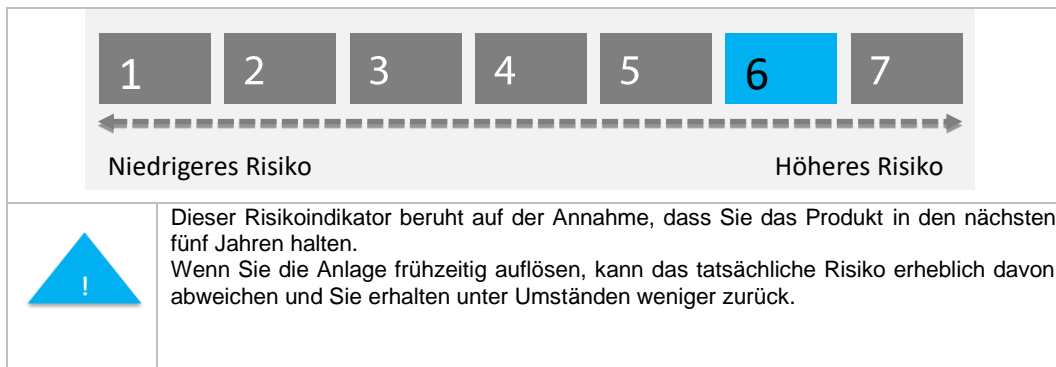 1 2 3 4 5 6 7
Niedrigeres Risiko Höheres Risiko
Dieser Risikoindikator beruht auf der Annahme, dass Sie das Produkt in den nächsten
fünf Jahren halten.
Wenn Sie die Anlage frühzeitig auflösen, kann das tatsächliche Risiko erheblich davon
! abweichen und Sie erhalten unter Umständen weniger zurück.